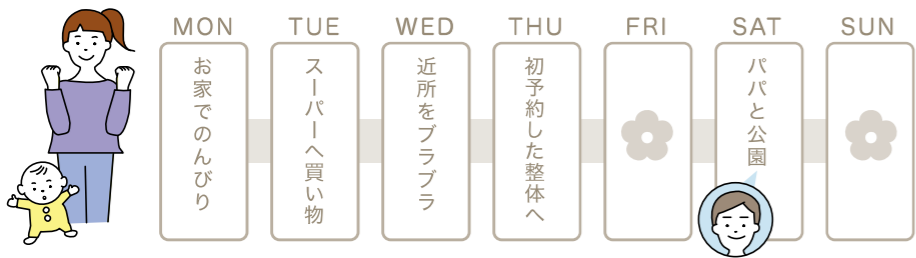 MON
お家でのんびり
TUE
スーパーへ買い物
WED
近所をブラブラ
THU
初予約した整体へ
FRI
SAT
パパと公園
SUN